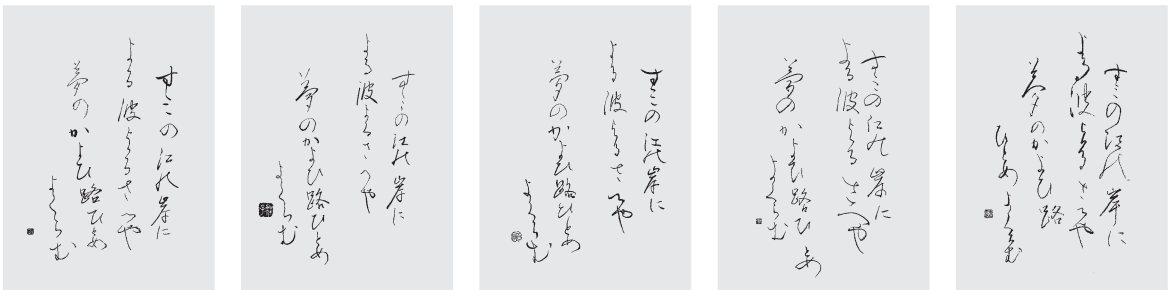 すみの江の岸に
よる波よるさへや
夢のかよひ路ひとめ
よくらむ
すみの江の岸に
よる波よるさへや
夢のかよひ路ひとめ
よくらむ
すみの江の岸に
よる波よるさへや
夢のかよひ路ひとめ
よくらむ
すみの江の岸に
よる波よるさへや
夢のかよひ路ひとめ
よくらむ
すみの江の岸に
よる波よるさへや
夢のかよひ路
ひとめよくらむ